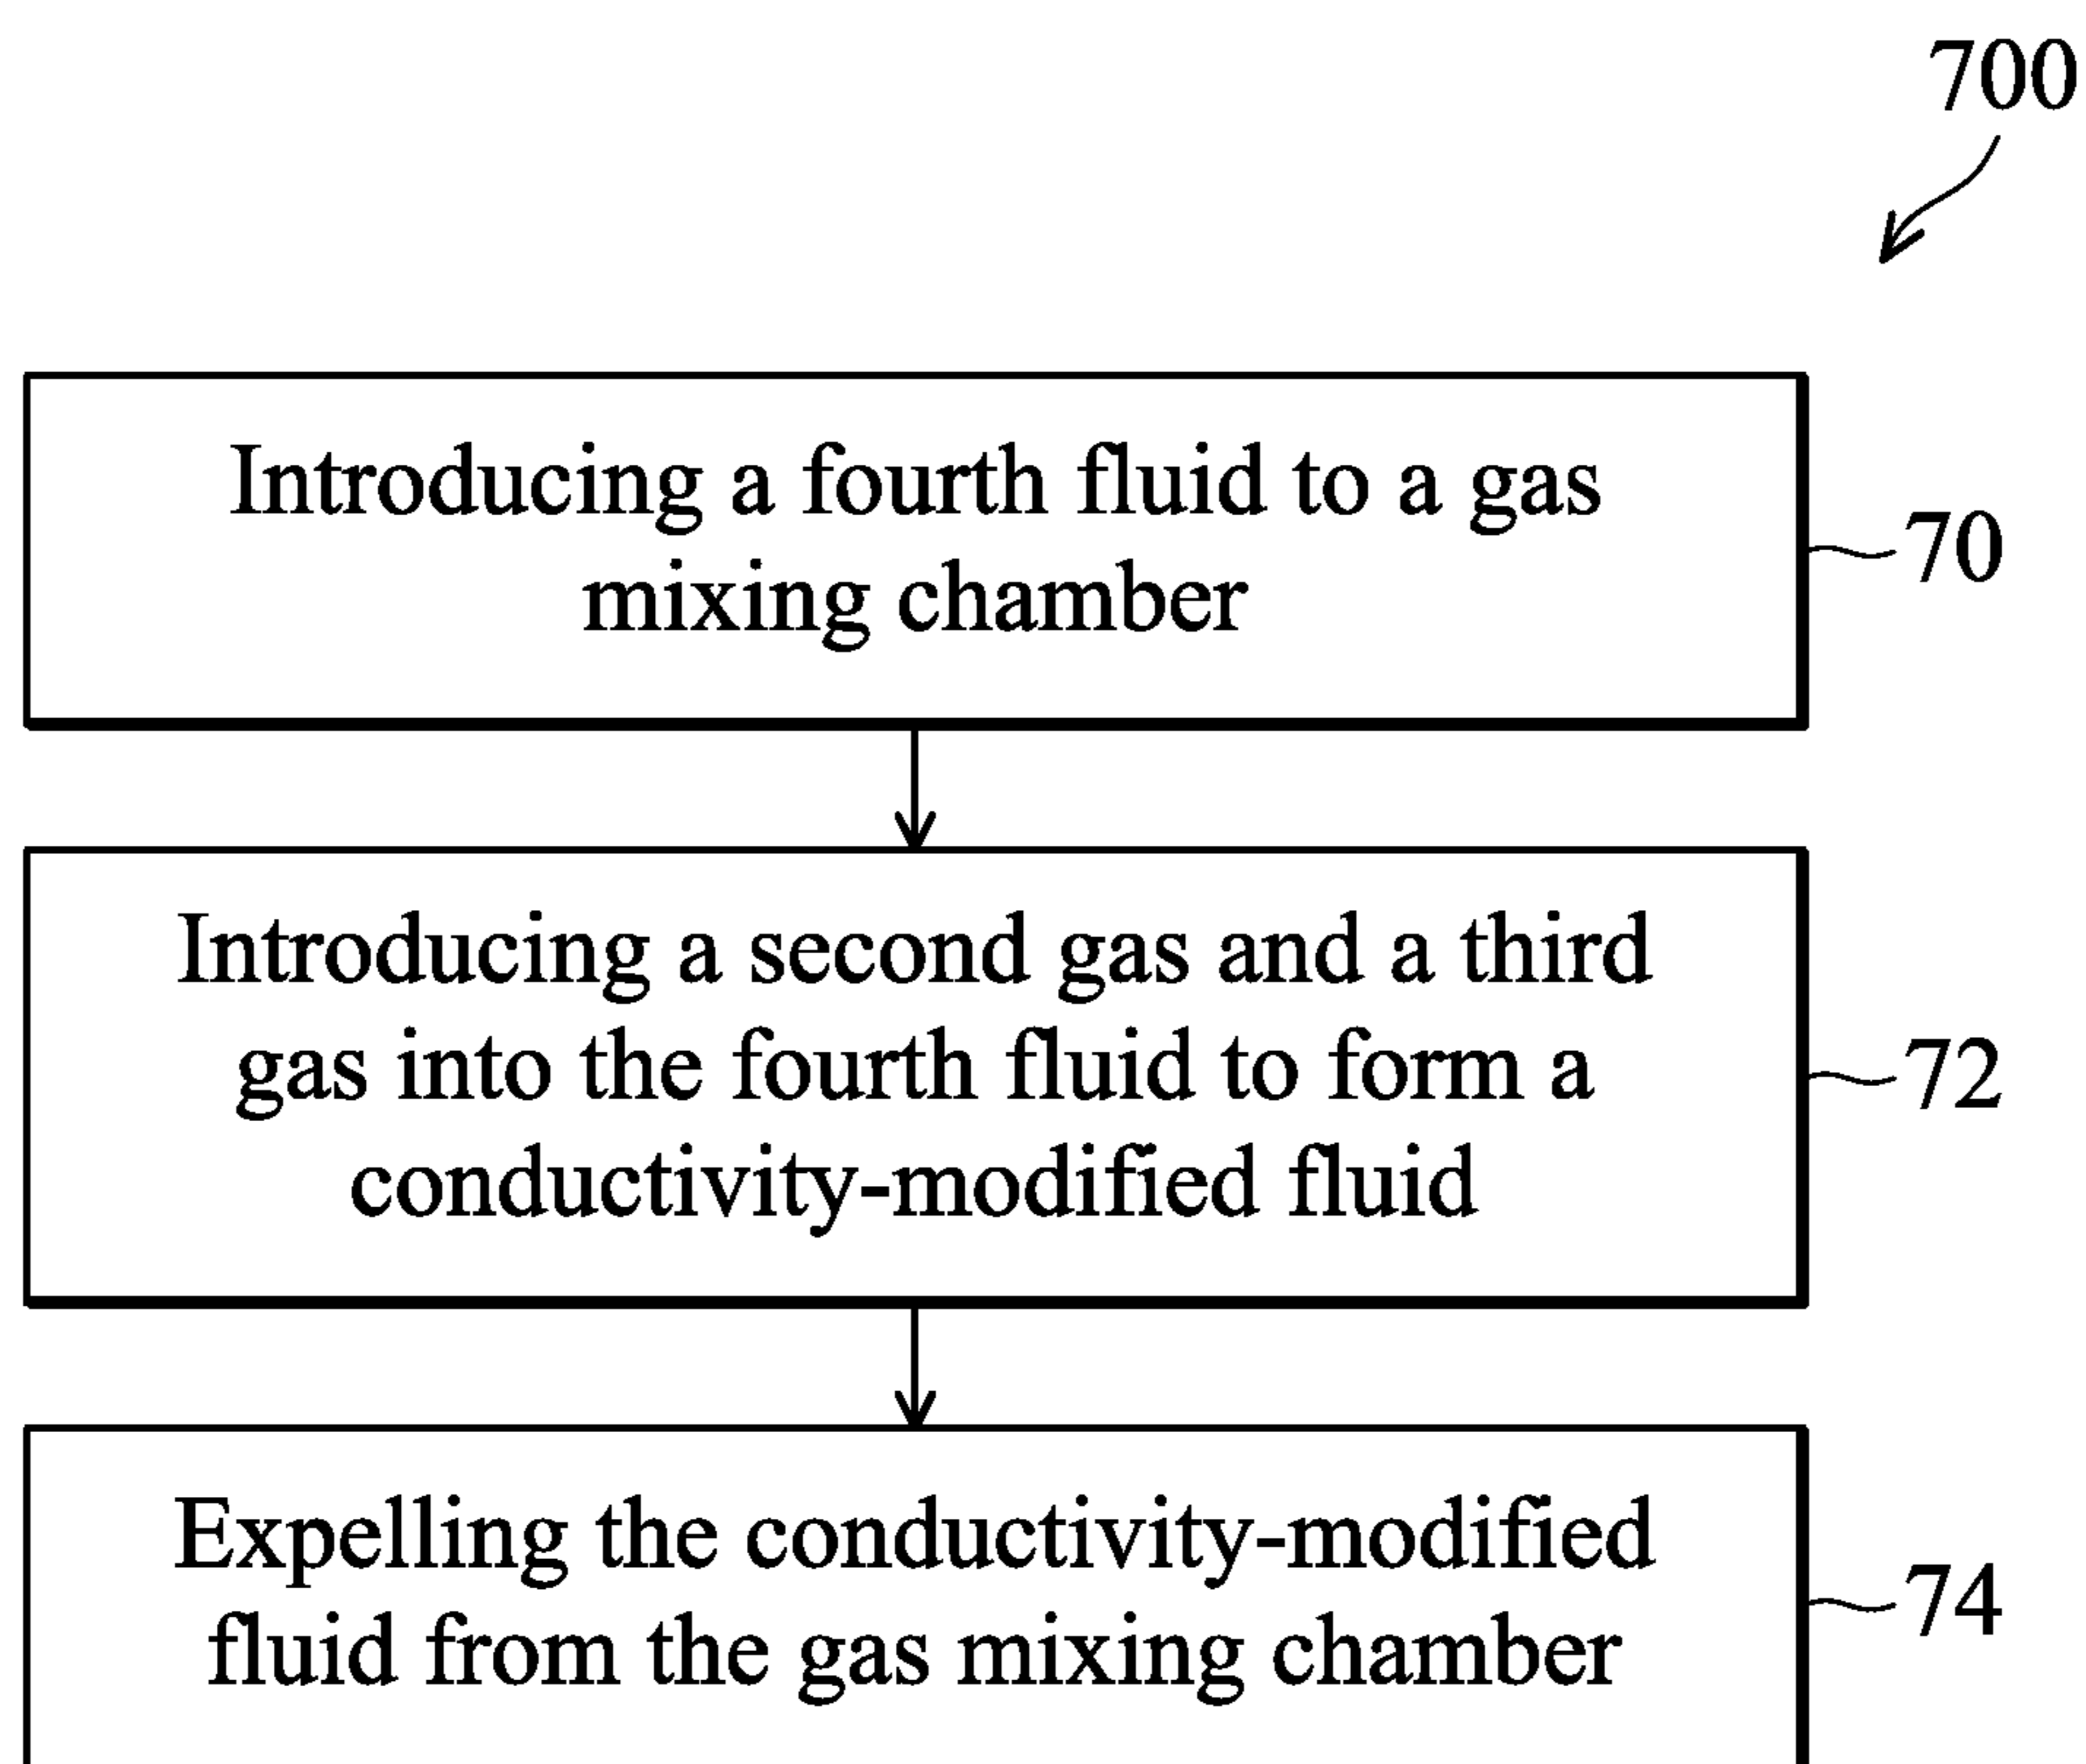 700
Introducing a fourth fluid to a gas
mixing chamber
70
Introducing a second gas and a third
gas into the fourth fluid to form a
conductivity-modified fluid
72
Expelling the conductivity-modified
fluid from the gas mixing chamber
74